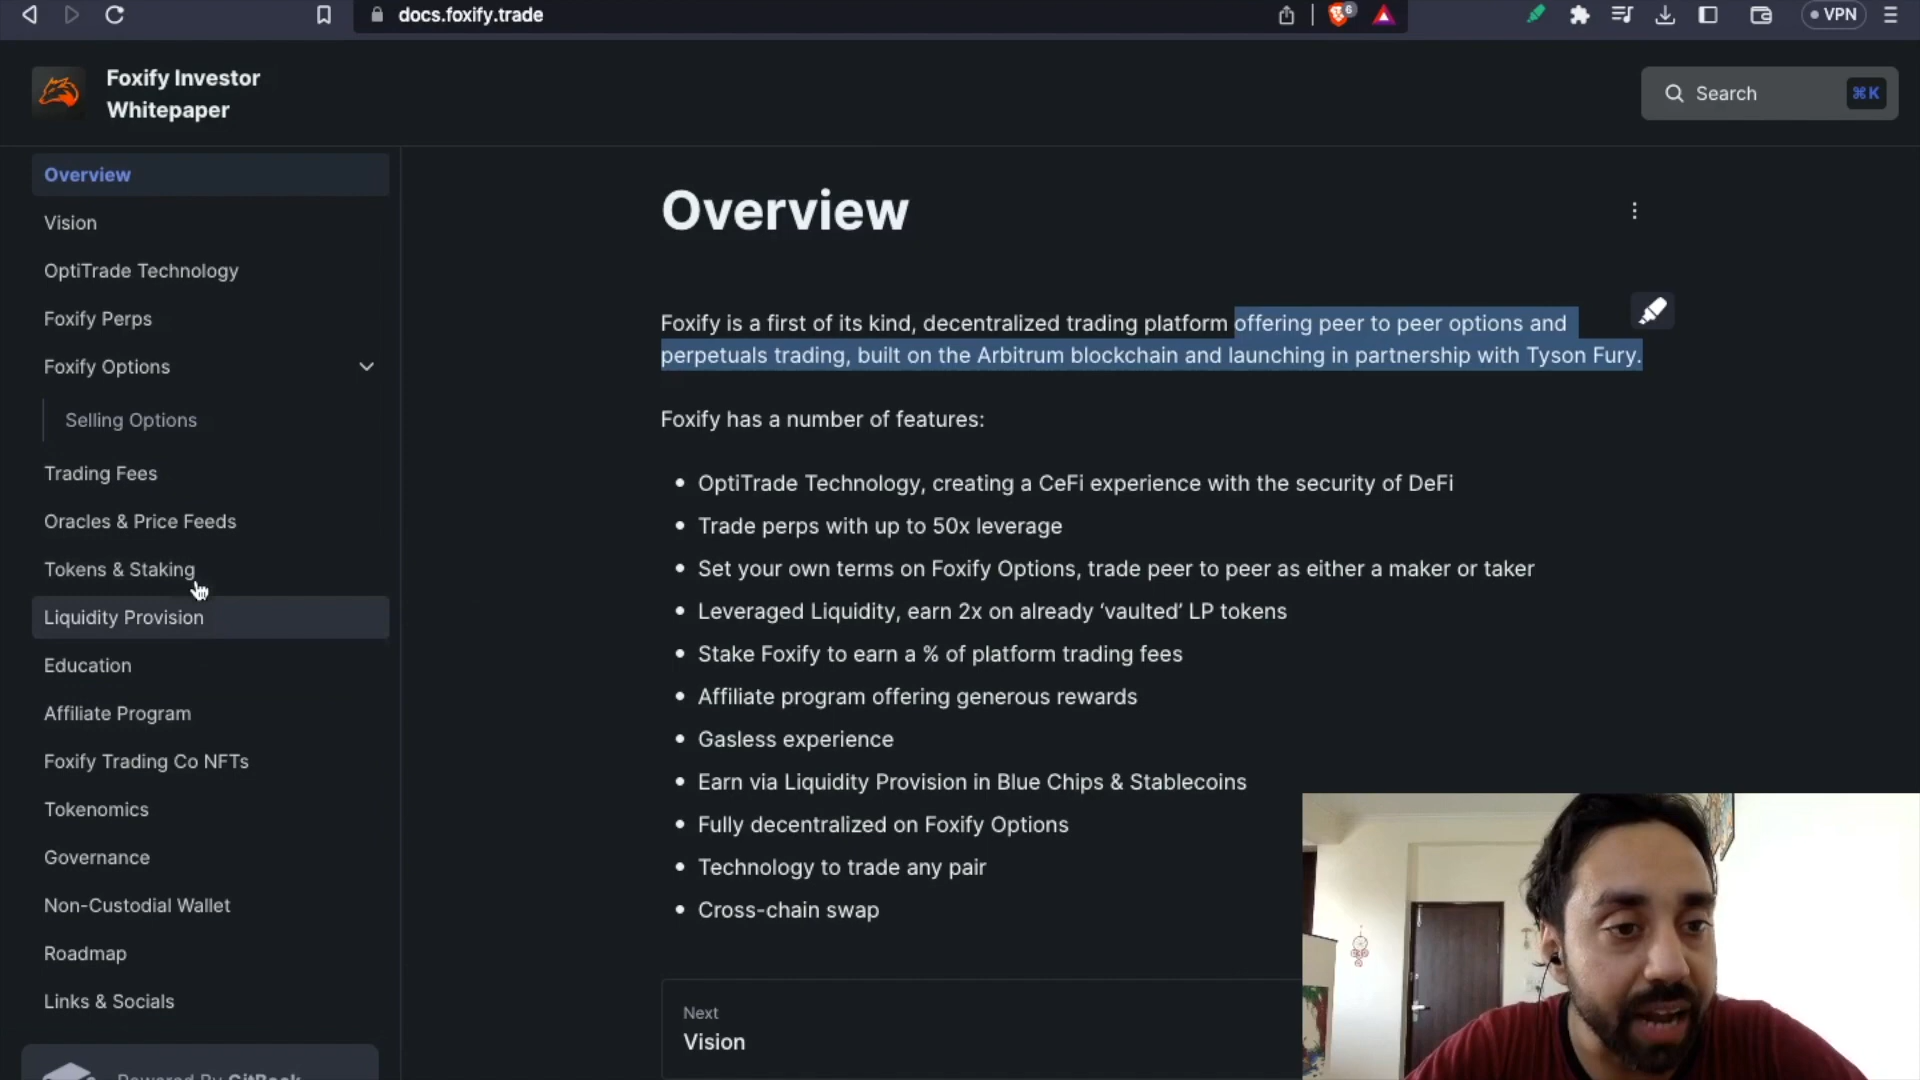 docs.foxify.trade
6
VPN
Foxify Investor
Whitepaper
Search
⌘K
Overview
Vision
OptiTrade Technology
Foxify Perps
Foxify Options
Selling Options
Trading Fees
Oracles & Price Feeds
Tokens & Staking
Liquidity Provision
Education
Affiliate Program
Foxify Trading Co NFTs
Tokenomics
Governance
Non-Custodial Wallet
Roadmap
Links & Socials
Powered By GitBook
Overview
Foxify is a first of its kind, decentralized trading platform offering peer to peer options and
perpetuals trading, built on the Arbitrum blockchain and launching in partnership with Tyson Fury.
Foxify has a number of features:
• OptiTrade Technology, creating a CeFi experience with the security of DeFi
• Trade perps with up to 50x leverage
• Set your own terms on Foxify Options, trade peer to peer as either a maker or taker
• Leveraged Liquidity, earn 2x on already ‘vaulted’ LP tokens
• Stake Foxify to earn a % of platform trading fees
• Affiliate program offering generous rewards
• Gasless experience
• Earn via Liquidity Provision in Blue Chips & Stablecoins
• Fully decentralized on Foxify Options
• Technology to trade any pair
• Cross-chain swap
Next
Vision